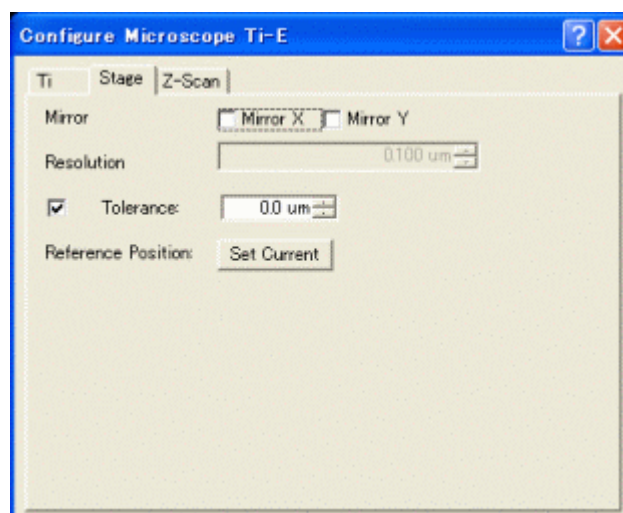 Configure Microscope Ti-E
Ti Stage Z-Scan
Mirror Mirror X Mirror Y
Resolution 0.100 um
Tolerance: 0.0 um
Reference Position: Set Current